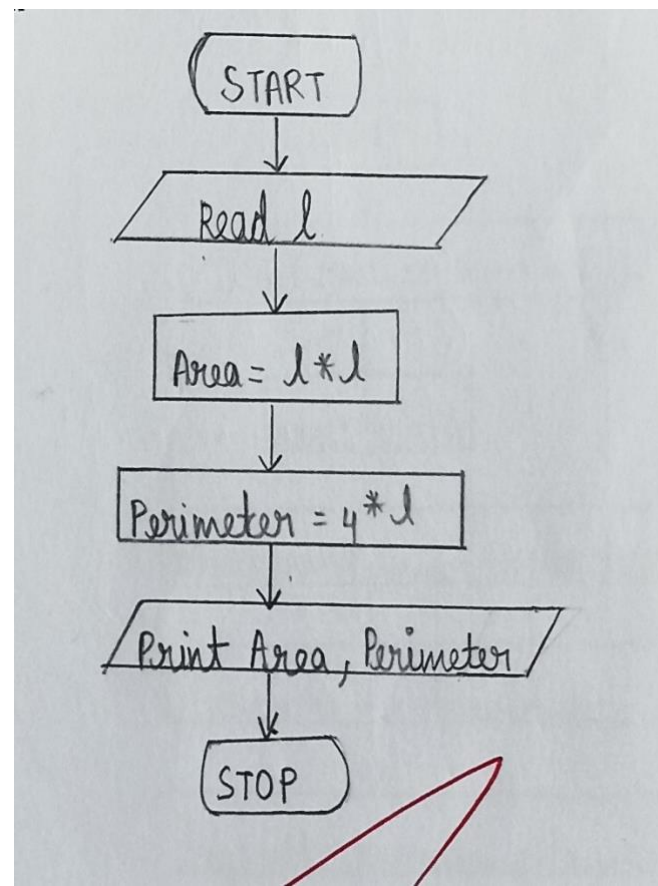 START
Read l
Area = l * l
Perimeter = 4 * l
Print Area, Perimeter
STOP